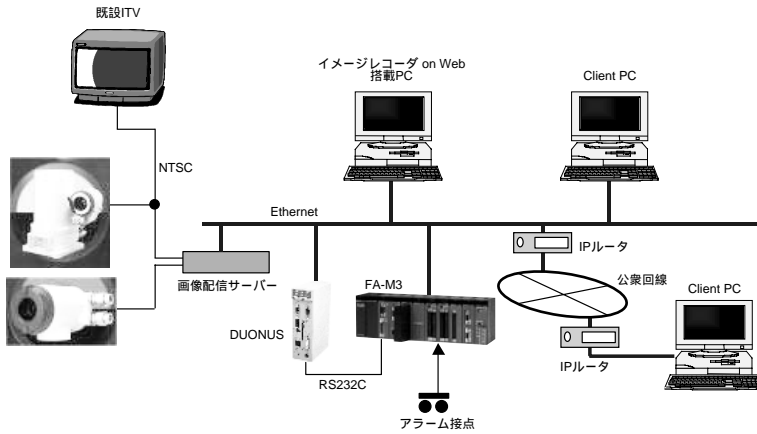 既設ITV
イメージレコーダ on Web
搭載PC
Client PC
NTSC
Ethernet
IPルータ
画像配信サーバー
FA-M3
公衆回線
Client PC
DUONUS
RS232C
IPルータ
アラーム接点